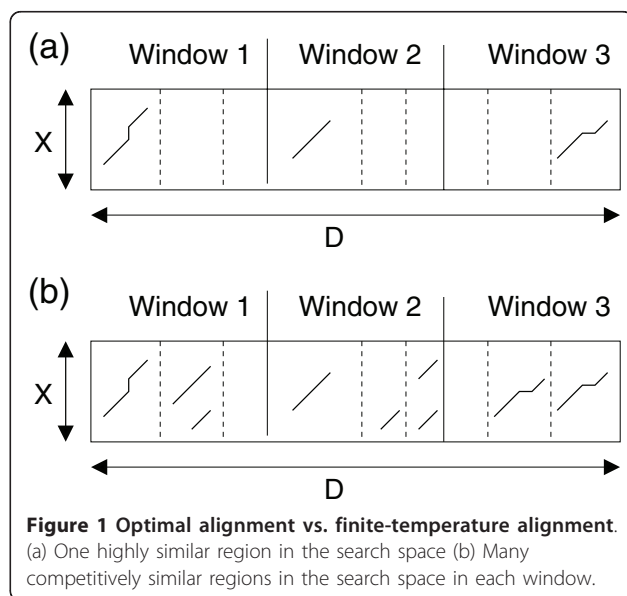 (a)
Window 1 Window 2 Window 3
X
D
(b)
Window 1 Window 2 Window 3
X
D
Figure 1 Optimal alignment vs. finite-temperature alignment.
(a) One highly similar region in the search space (b) Many
competitively similar regions in the search space in each window.